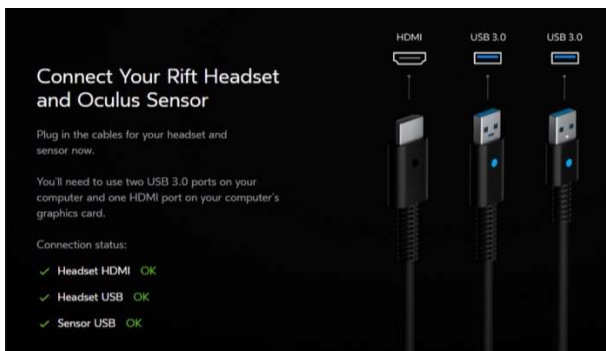 HDMI USB 3.0 USB 3.0
Connect Your Rift Headset
and Oculus Sensor
Plug in the cables for your headset and
sensor now.
You'll need to use two USB 3.0 ports on your
computer and one HDMI port on your computer's
graphics card.
Connection status:
✓ Headset HDMI OK
✓ Headset USB OK
✓ Sensor USB OK